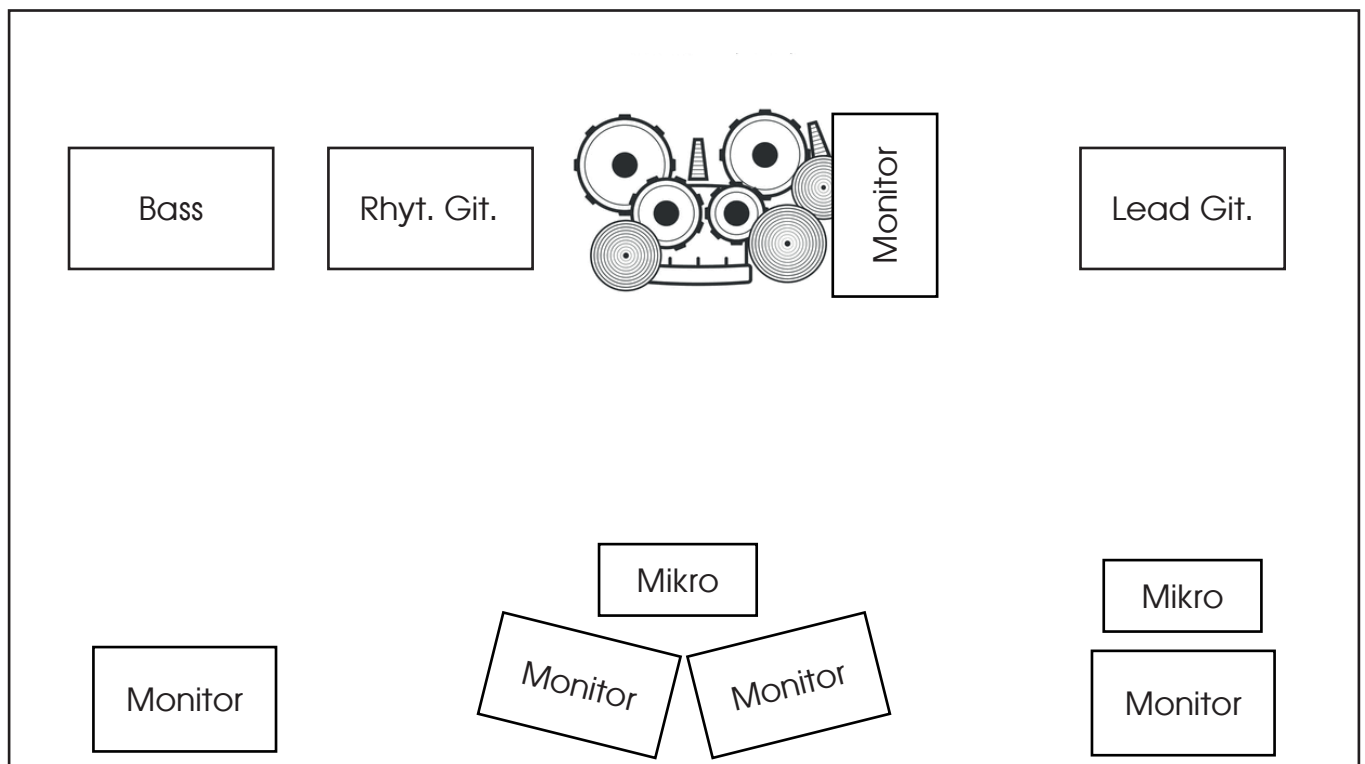 Bass
Rhyt. Git.
Monitor
Lead Git.
Mikro
Mikro
Monitor
Monitor
Monitor
Monitor